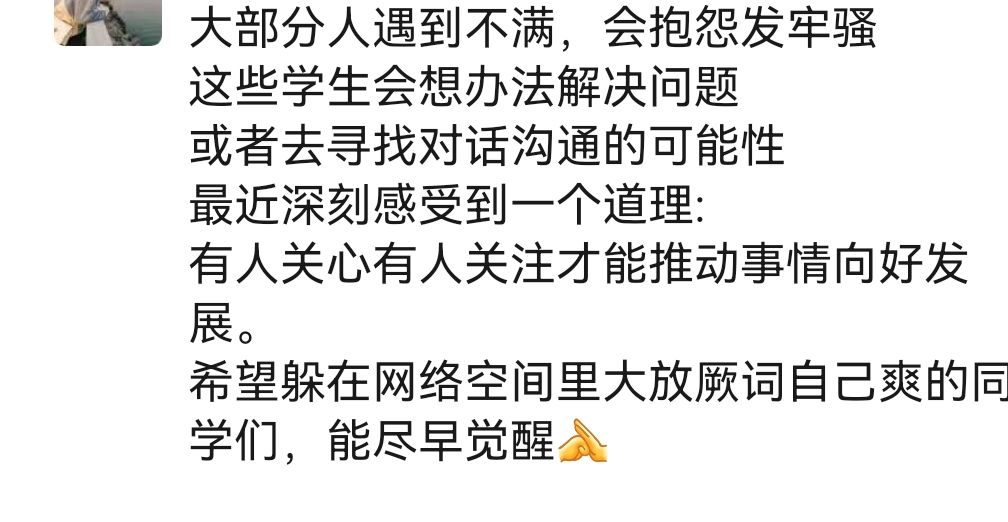 大部分人遇到不满，会抱怨发牢骚
这些学生会想办法解决问题
或者去寻找对话沟通的可能性
最近深刻感受到一个道理:
有人关心有人关注才能推动事情向好发
展。
希望躲在网络空间里大放厥词自己爽的同
学们，能尽早觉醒